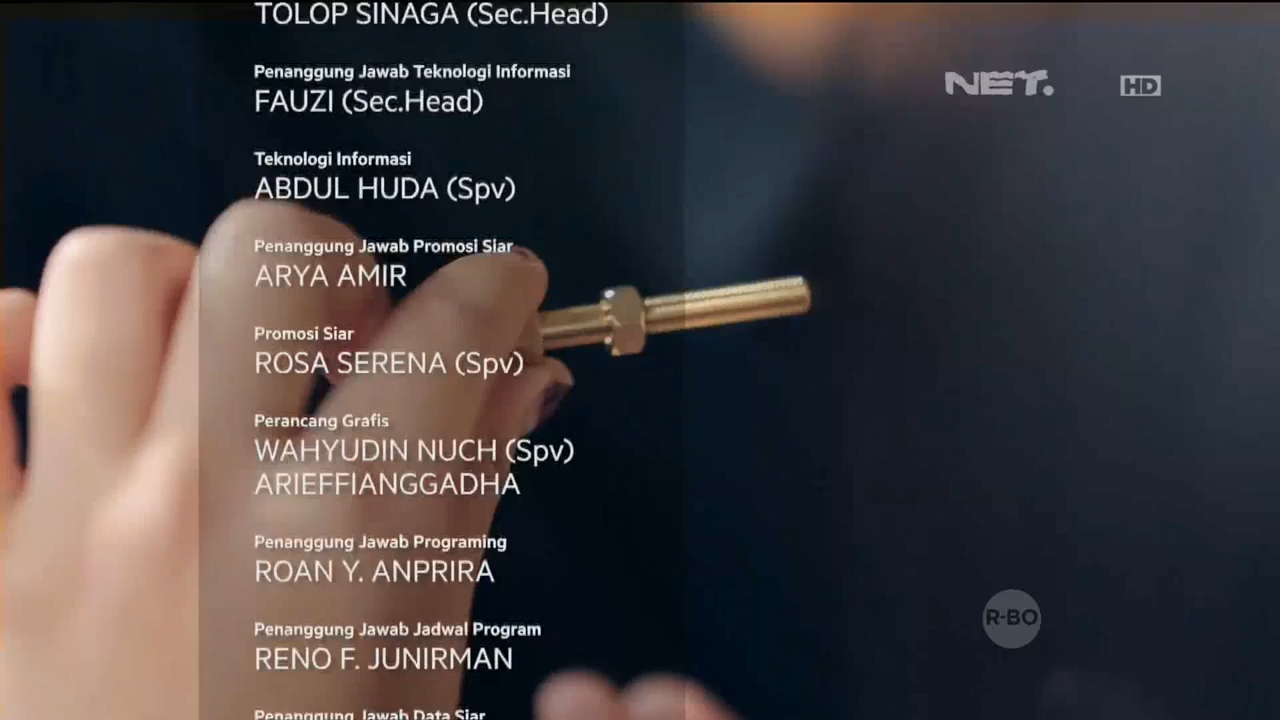 TOLOP SINAGA (Sec.Head)
Penanggung Jawab Teknologi Informasi
FAUZI (Sec.Head)
Teknologi Informasi
ABDUL HUDA (Spv)
Penanggung Jawab Promosi Siar
ARYA AMIR
Promosi Siar
ROSA SERENA (Spv)
Perancang Grafis
WAHYUDIN NUCH (Spv)
ARIEFFIANGGADHA
Penanggung Jawab Programing
ROAN Y. ANPRIRA
Penanggung Jawab Jadwal Program
RENO F. JUNIRMAN
Penanggung Jawab Data Siar
NET.
HD
R-BO